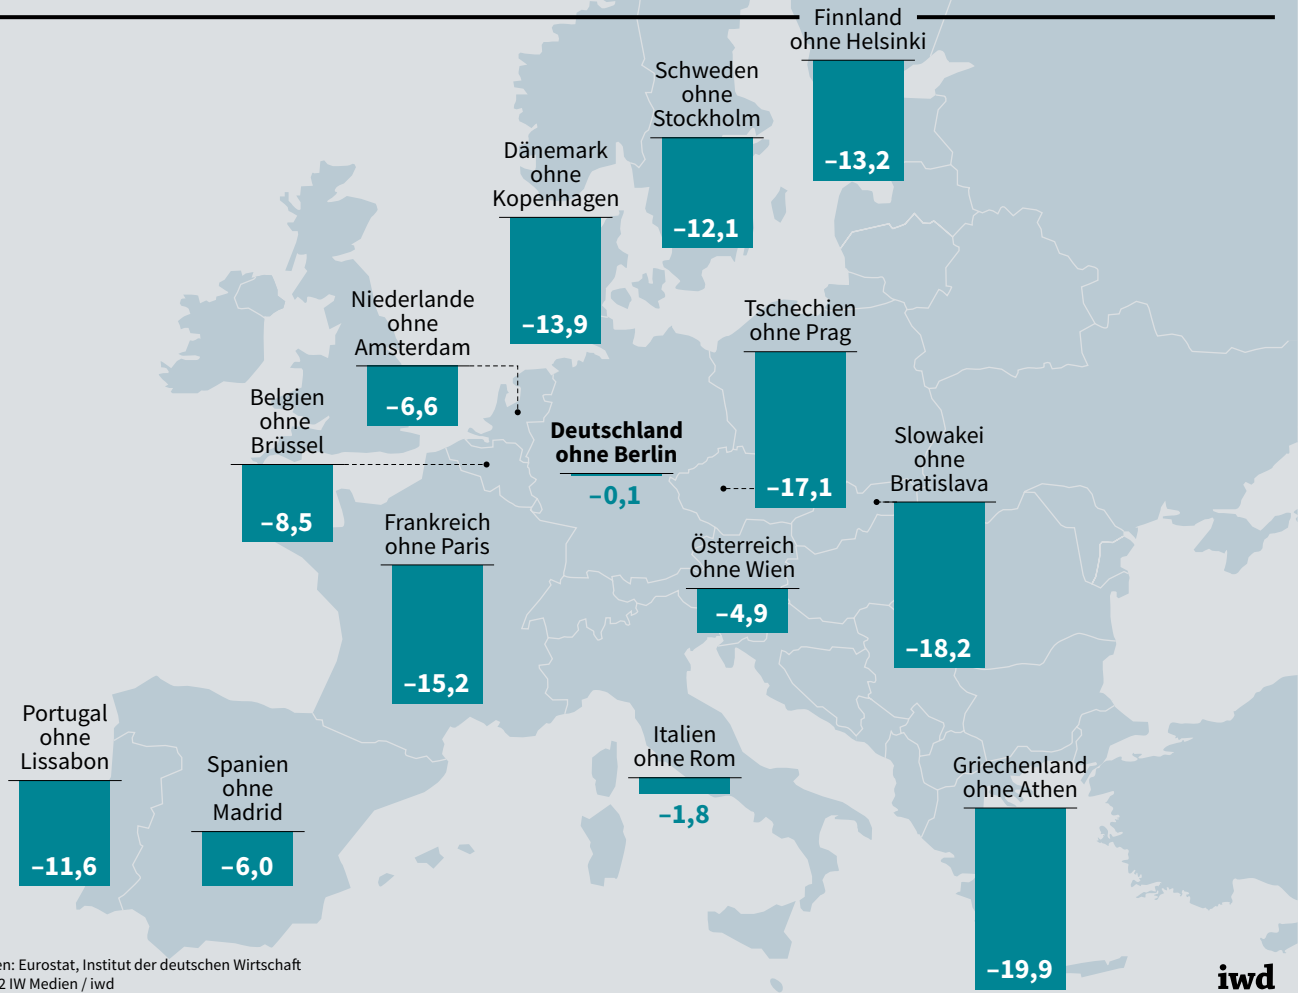 Finnland
ohne Helsinki
–13,2
Schweden
ohne
Stockholm
–12,1
Dänemark
ohne
Kopenhagen
–13,9
Niederlande
ohne
Amsterdam
–6,6
Tschechien
ohne Prag
–17,1
Belgien
ohne
Brüssel
–8,5
Deutschland
ohne Berlin
–0,1
Slowakei
ohne
Bratislava
–18,2
Frankreich
ohne Paris
–15,2
Österreich
ohne Wien
–4,9
Portugal
ohne
Lissabon
–11,6
Spanien
ohne
Madrid
–6,0
Italien
ohne Rom
–1,8
Griechenland
ohne Athen
–19,9
en: Eurostat, Institut der deutschen Wirtschaft
2 IW Medien / iwd
iwd